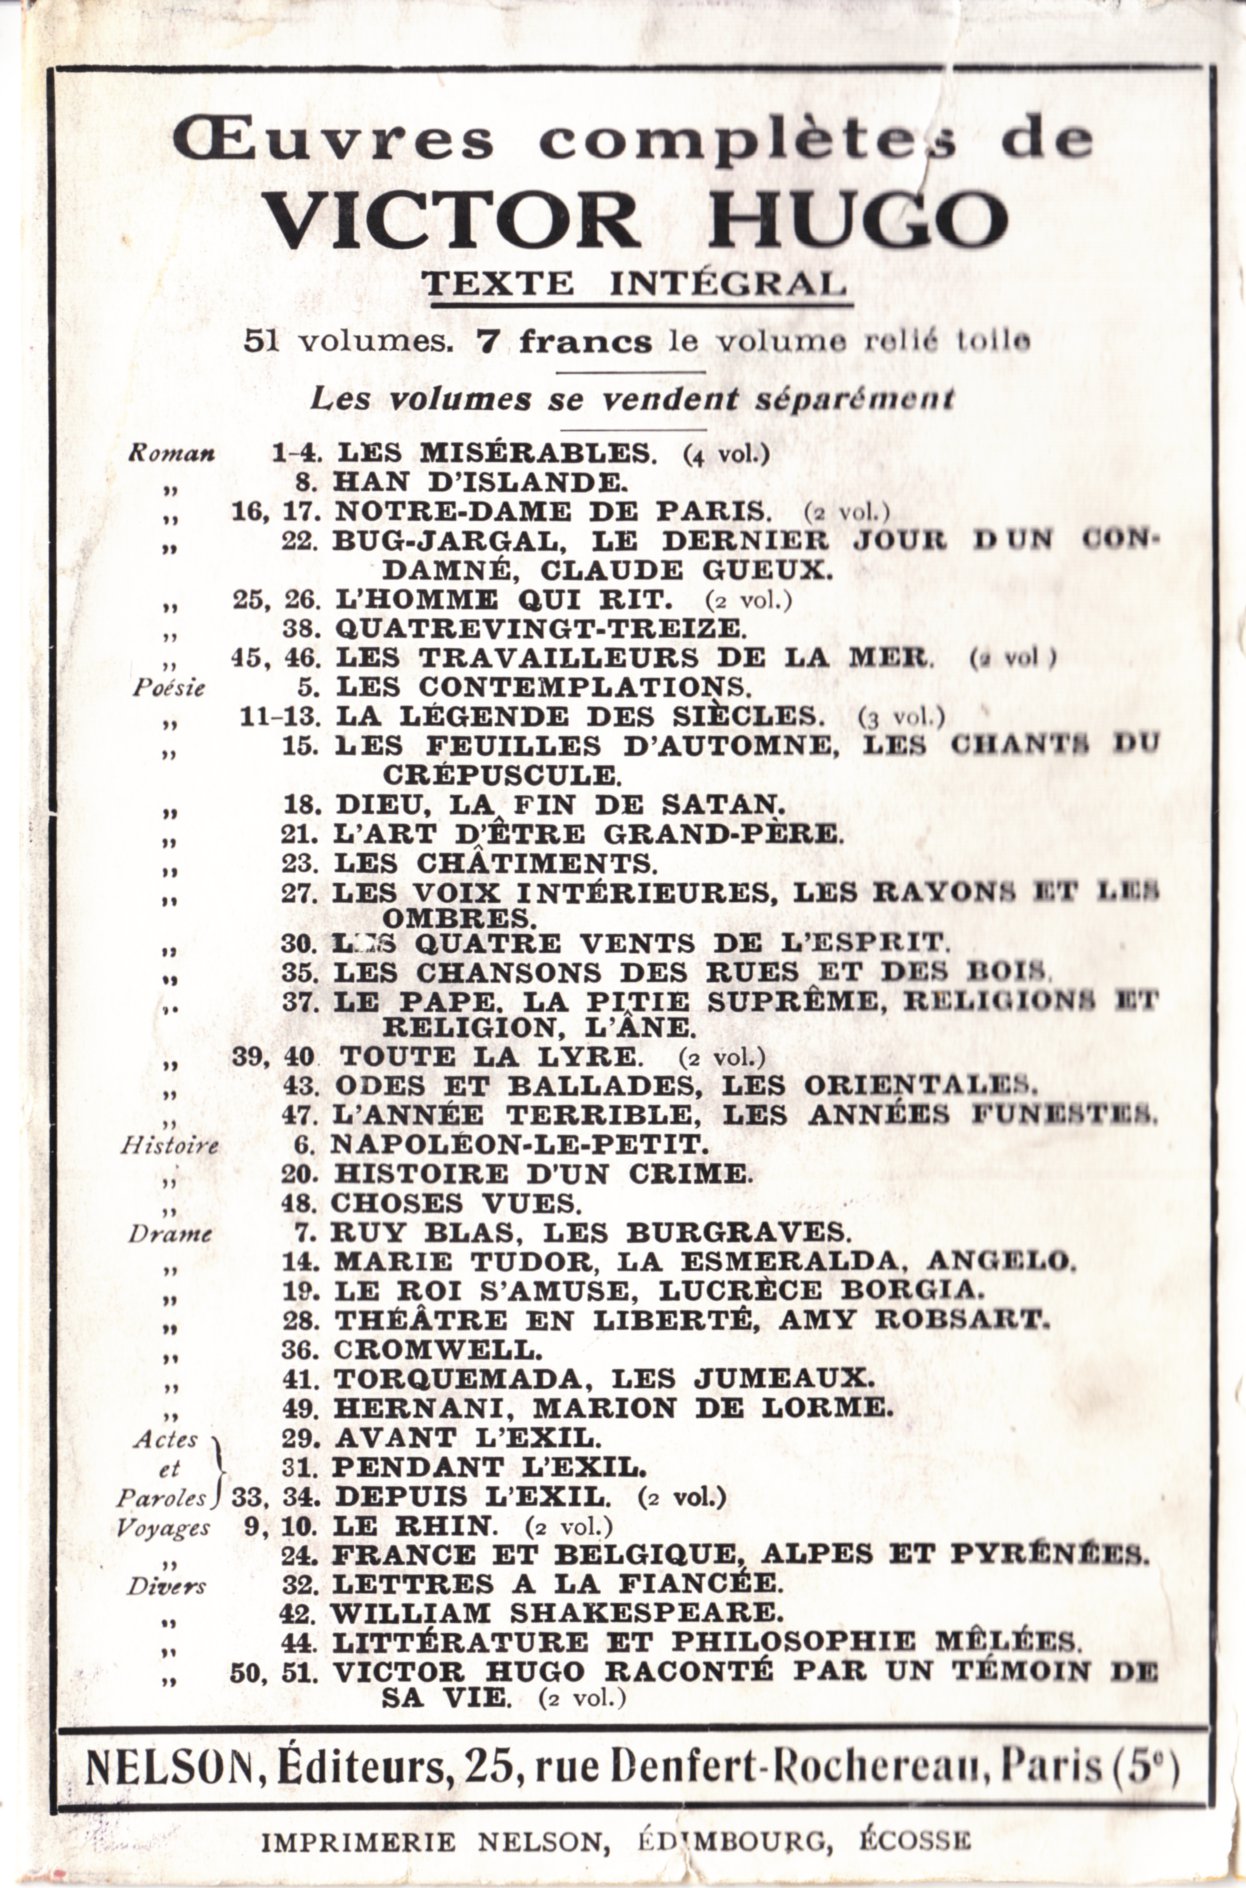 Œuvres complètes de
VICTOR HUGO
TEXTE INTÉGRAL
51 volumes. 7 francs le volume relié toile
Les volumes se vendent séparément
Roman 1-4. LES MISÉRABLES. (4 vol.)
„ 8. HAN D'ISLANDE.
„ 16, 17. NOTRE-DAME DE PARIS. (2 vol.)
„ 22. BUG-JARGAL, LE DERNIER JOUR D UN CON-
DAMNÉ, CLAUDE GUEUX.
„ 25, 26. L'HOMME QUI RIT. (2 vol.)
„ 38. QUATREVINGT-TREIZE.
„ 45, 46. LES TRAVAILLEURS DE LA MER. (2 vol )
Poésie 5. LES CONTEMPLATIONS.
„ 11-13. LA LÉGENDE DES SIÈCLES. (3 vol.)
„ 15. LES FEUILLES D'AUTOMNE, LES CHANTS DU
CRÉPUSCULE.
„ 18. DIEU, LA FIN DE SATAN.
„ 21. L'ART D'ÊTRE GRAND-PÈRE.
„ 23. LES CHÂTIMENTS.
„ 27. LES VOIX INTÉRIEURES, LES RAYONS ET LES
OMBRES.
„ 30. LES QUATRE VENTS DE L'ESPRIT.
„ 35. LES CHANSONS DES RUES ET DES BOIS.
„ 37. LE PAPE, LA PITIE SUPRÊME, RELIGIONS ET
RELIGION, L'ÂNE.
„ 39, 40 TOUTE LA LYRE. (2 vol.)
„ 43. ODES ET BALLADES, LES ORIENTALES.
„ 47. L'ANNÉE TERRIBLE, LES ANNÉES FUNESTES.
Histoire 6. NAPOLÉON-LE-PETIT.
„ 20. HISTOIRE D'UN CRIME.
„ 48. CHOSES VUES.
Drame 7. RUY BLAS, LES BURGRAVES.
„ 14. MARIE TUDOR, LA ESMERALDA, ANGELO.
„ 19. LE ROI S'AMUSE, LUCRÈCE BORGIA.
„ 28. THÉÂTRE EN LIBERTÉ, AMY ROBSART.
„ 36. CROMWELL.
„ 41. TORQUEMADA, LES JUMEAUX.
„ 49. HERNANI, MARION DE LORME.
Actes 29. AVANT L'EXIL.
et 31. PENDANT L'EXIL.
Paroles 33, 34. DEPUIS L'EXIL. (2 vol.)
Voyages 9, 10. LE RHIN. (2 vol.)
„ 24. FRANCE ET BELGIQUE, ALPES ET PYRÉNÉES.
Divers 32. LETTRES A LA FIANCÉE.
„ 42. WILLIAM SHAKESPEARE.
„ 44. LITTÉRATURE ET PHILOSOPHIE MÊLÉES.
„ 50, 51. VICTOR HUGO RACONTÉ PAR UN TÉMOIN DE
SA VIE. (2 vol.)
NELSON, Éditeurs, 25, rue Denfert-Rochereau, Paris (5e)
IMPRIMERIE NELSON, ÉDIMBOURG, ÉCOSSE